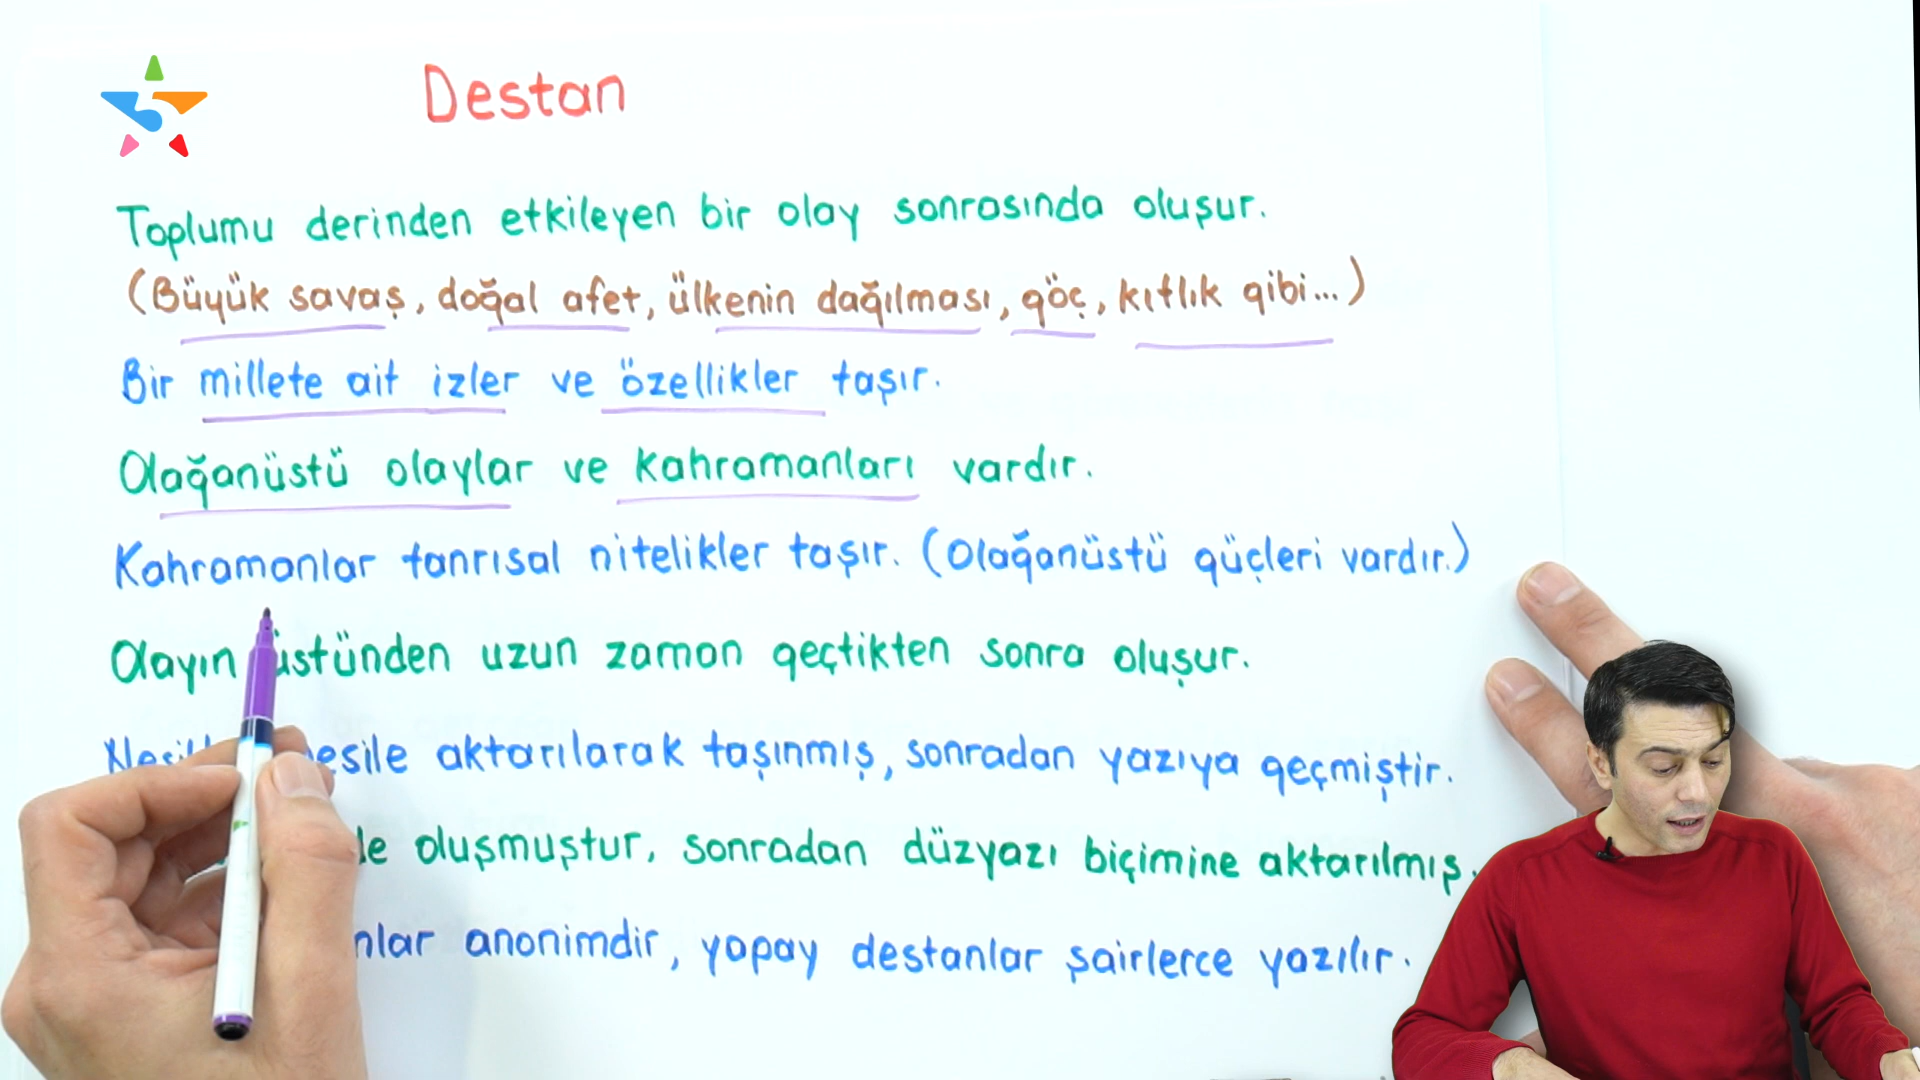 Destan
Toplumu derinden etkileyen bir olay sonrasında oluşur.
(Büyük savaş, doğal afet, ülkenin dağılması, göç, kıtlık gibi...)
Bir millete ait izler ve özellikler taşır.
Olağanüstü olaylar ve kahramanları vardır.
Kahramanlar tanrısal nitelikler taşır. (Olağanüstü güçleri vardır.)
Olayın üstünden uzun zaman geçtikten sonra oluşur.
aktarılarak taşınmış, sonradan yazıya geçmiştir.
oluşmuştur, sonradan düzyazı biçimine aktarılmış.
anonimdir, yapay destanlar şairlerce yazılır.